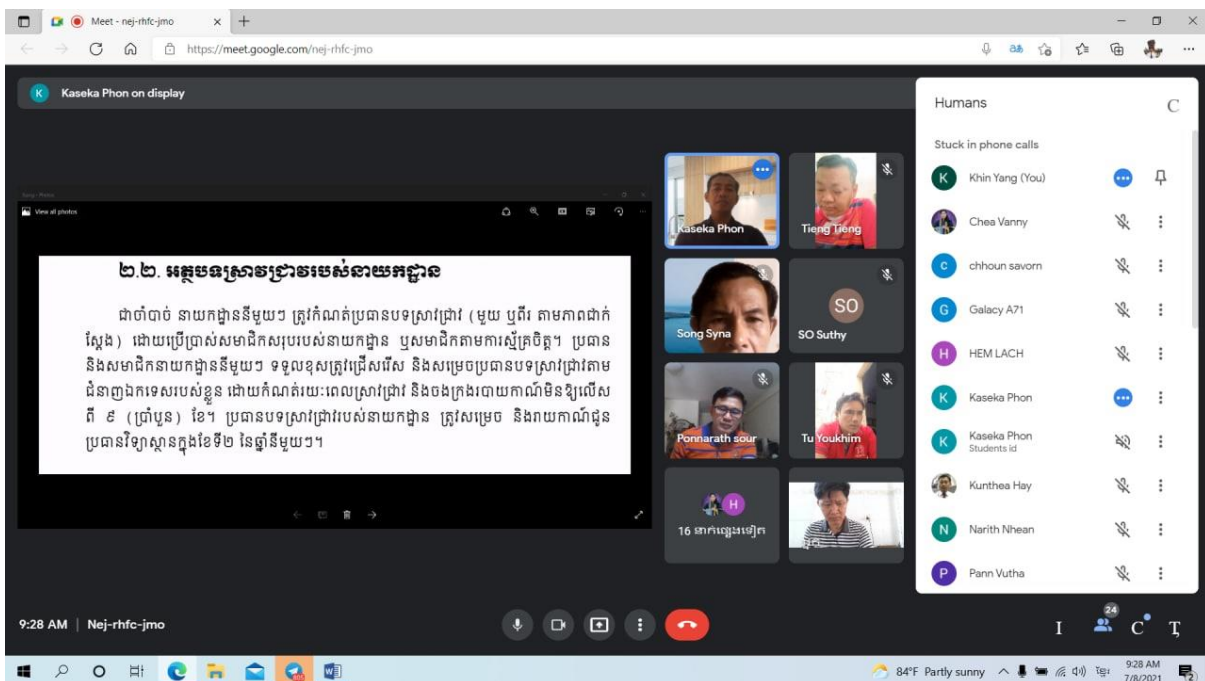 Meet - nej-rhfc-jmo
https://meet.google.com/nej-rhfc-jmo
K Kaseka Phon on display
View all photos
២.២. អត្ថបទស្រាវជ្រាវរបស់នាយកដ្ឋាន
ជាចាំបាច់ នាយកដ្ឋាននីមួយៗ ត្រូវកំណត់ប្រធានបទស្រាវជ្រាវ (មួយ ឬពីរ តាមភាពជាក់
ស្តែង) ដោយប្រើប្រាស់សមាជិកសរុបរបស់នាយកដ្ឋាន ឬសមាជិកតាមការស្ម័គ្រចិត្ត។ ប្រធាន
និងសមាជិកនាយកដ្ឋាននីមួយៗ ទទួលខុសត្រូវជ្រើសរើស និងសម្រេចប្រធានបទស្រាវជ្រាវតាម
ជំនាញឯកទេសរបស់ខ្លួន ដោយកំណត់រយៈពេលស្រាវជ្រាវ និងចងក្រងរបាយការណ៍មិនឱ្យលើស
ពី ៩ (ប្រាំបួន) ខែ។ ប្រធានបទស្រាវជ្រាវរបស់នាយកដ្ឋាន ត្រូវសម្រេច និងរាយការណ៍ជូន
ប្រធានវិទ្យាស្ថានក្នុងខែទី២ នៃឆ្នាំនីមួយៗ។
Kaseka Phon
Tieng Tieng
Song Syna
SO
SO Suthy
Ponnarath sour
Tu Youkhim
H
16 នាក់ផ្សេងទៀត
Humans C
Stuck in phone calls
K Khin Yang (You)
Chea Vanny
C chhoun savorn
G Galacy A71
H HEM LACH
K Kaseka Phon
K Kaseka Phon
Students id
Kunthea Hay
N Narith Nhean
P Pann Vutha
9:28 AM | Nej-rhfc-jmo
I 24 C Ţ
84°F Partly sunny
9:28 AM
7/8/2021